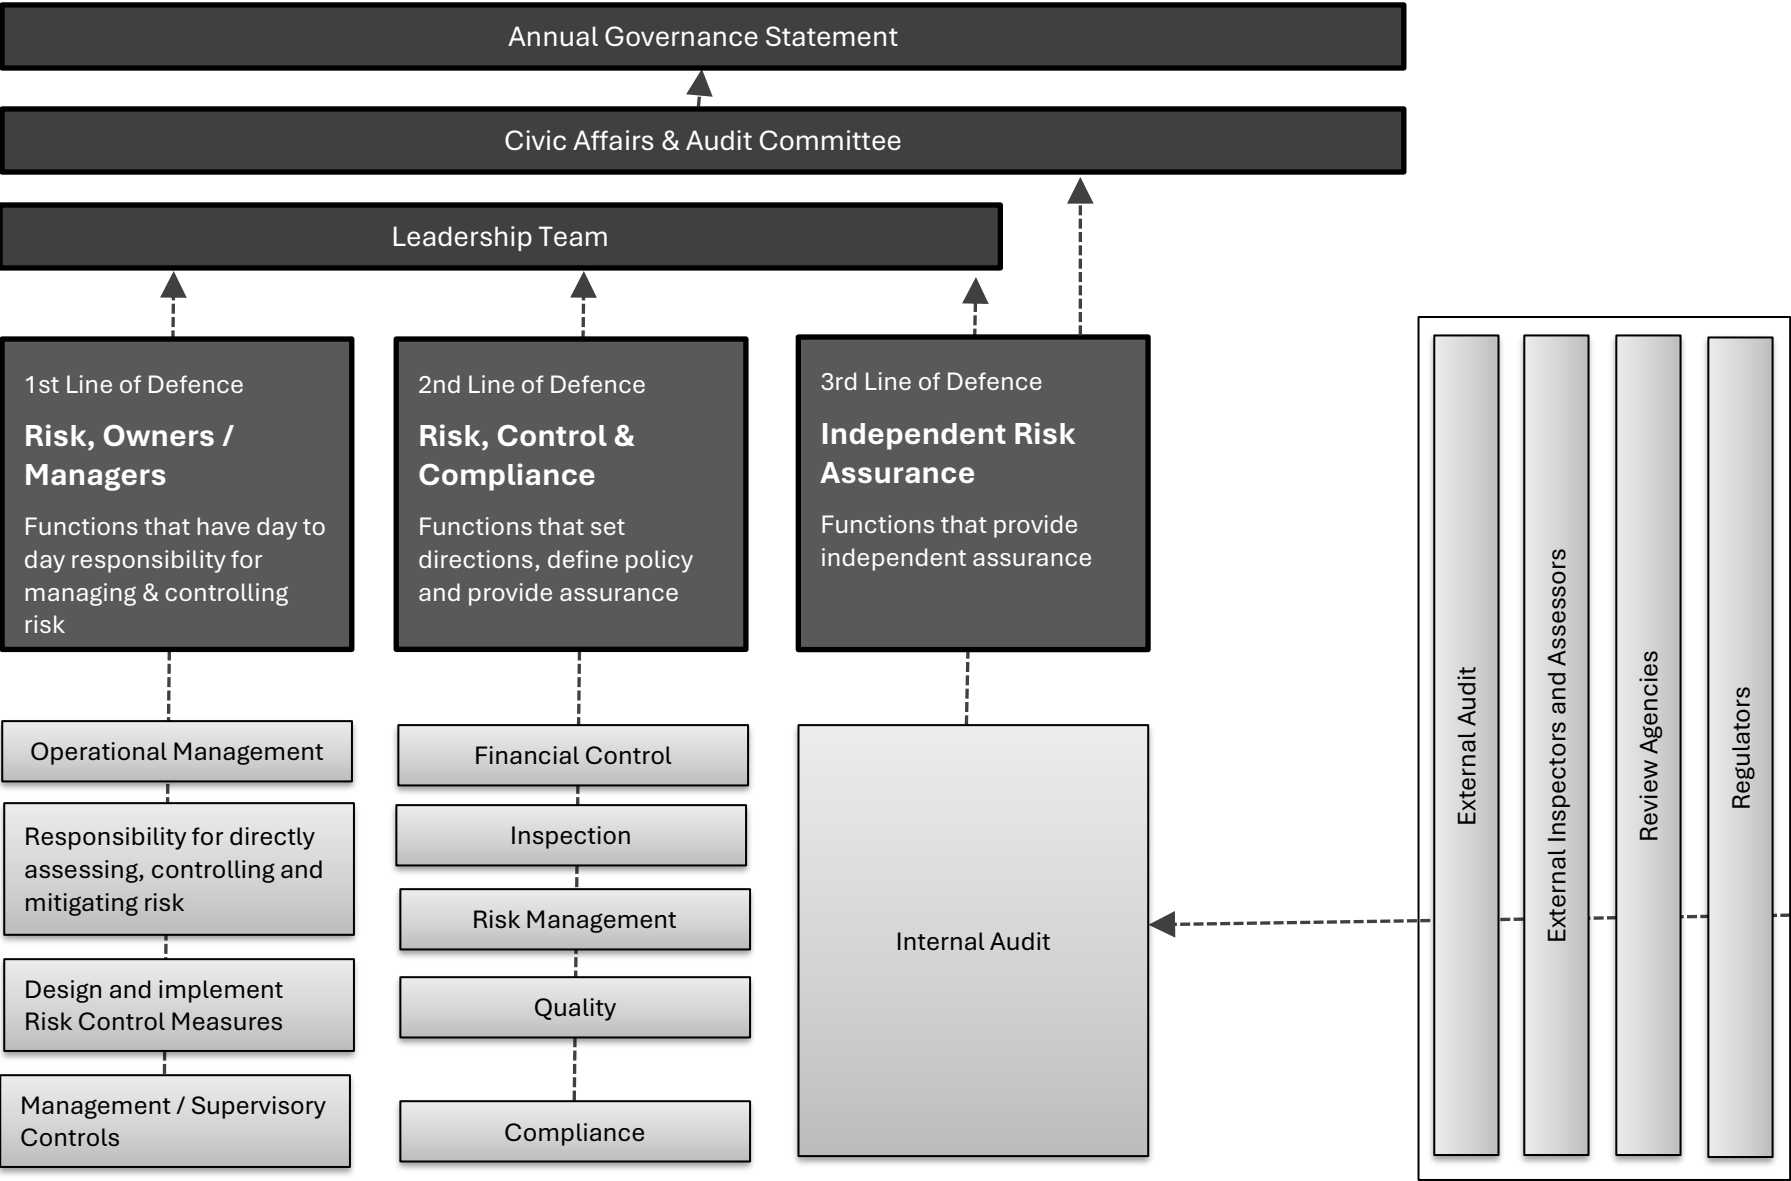 Annual Governance Statement
Civic Affairs & Audit Committee
Leadership Team
1st Line of Defence
Risk, Owners /
Managers
Functions that have day to
day responsibility for
managing & controlling
risk
2nd Line of Defence
Risk, Control &
Compliance
Functions that set
directions, define policy
and provide assurance
3rd Line of Defence
Independent Risk
Assurance
Functions that provide
independent assurance
Operational Management
Responsibility for directly
assessing, controlling and
mitigating risk
Design and implement
Risk Control Measures
Management / Supervisory
Controls
Financial Control
Inspection
Risk Management
Quality
Compliance
Internal Audit
External Audit
External Inspectors and Assessors
Review Agencies
Regulators